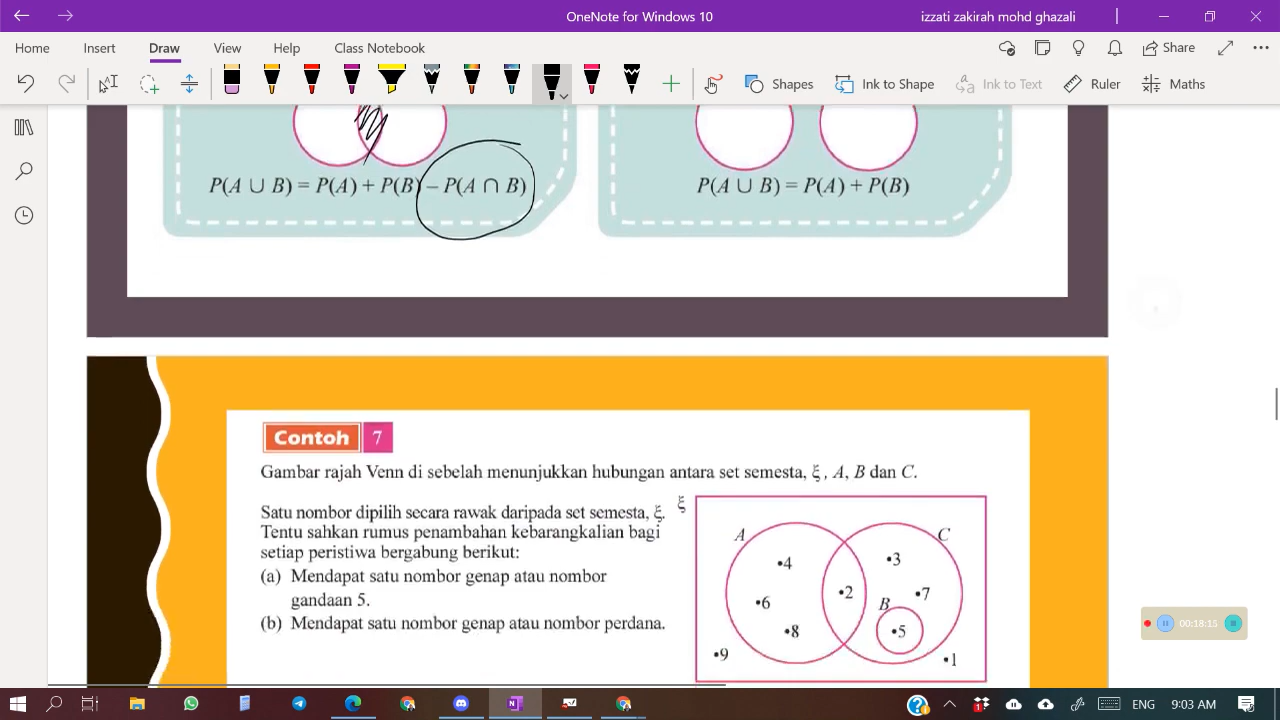 OneNote for Windows 10
izzati zakirah mohd ghazali
Home Insert Draw View Help Class Notebook Share
Shapes Ink to Shape Ink to Text Ruler Maths
P(A ∪ B) = P(A) + P(B) – P(A ∩ B)
P(A ∪ B) = P(A) + P(B)
Contoh 7
Gambar rajah Venn di sebelah menunjukkan hubungan antara set semesta, ξ , A, B dan C.
Satu nombor dipilih secara rawak daripada set semesta, ξ.
Tentu sahkan rumus penambahan kebarangkalian bagi
setiap peristiwa bergabung berikut:
(a) Mendapat satu nombor genap atau nombor
gandaan 5.
(b) Mendapat satu nombor genap atau nombor perdana.
ξ
A C
•4 •3
•6 •2 B •7
•8 •5
•9 •1
00:18:15
ENG 9:03 AM